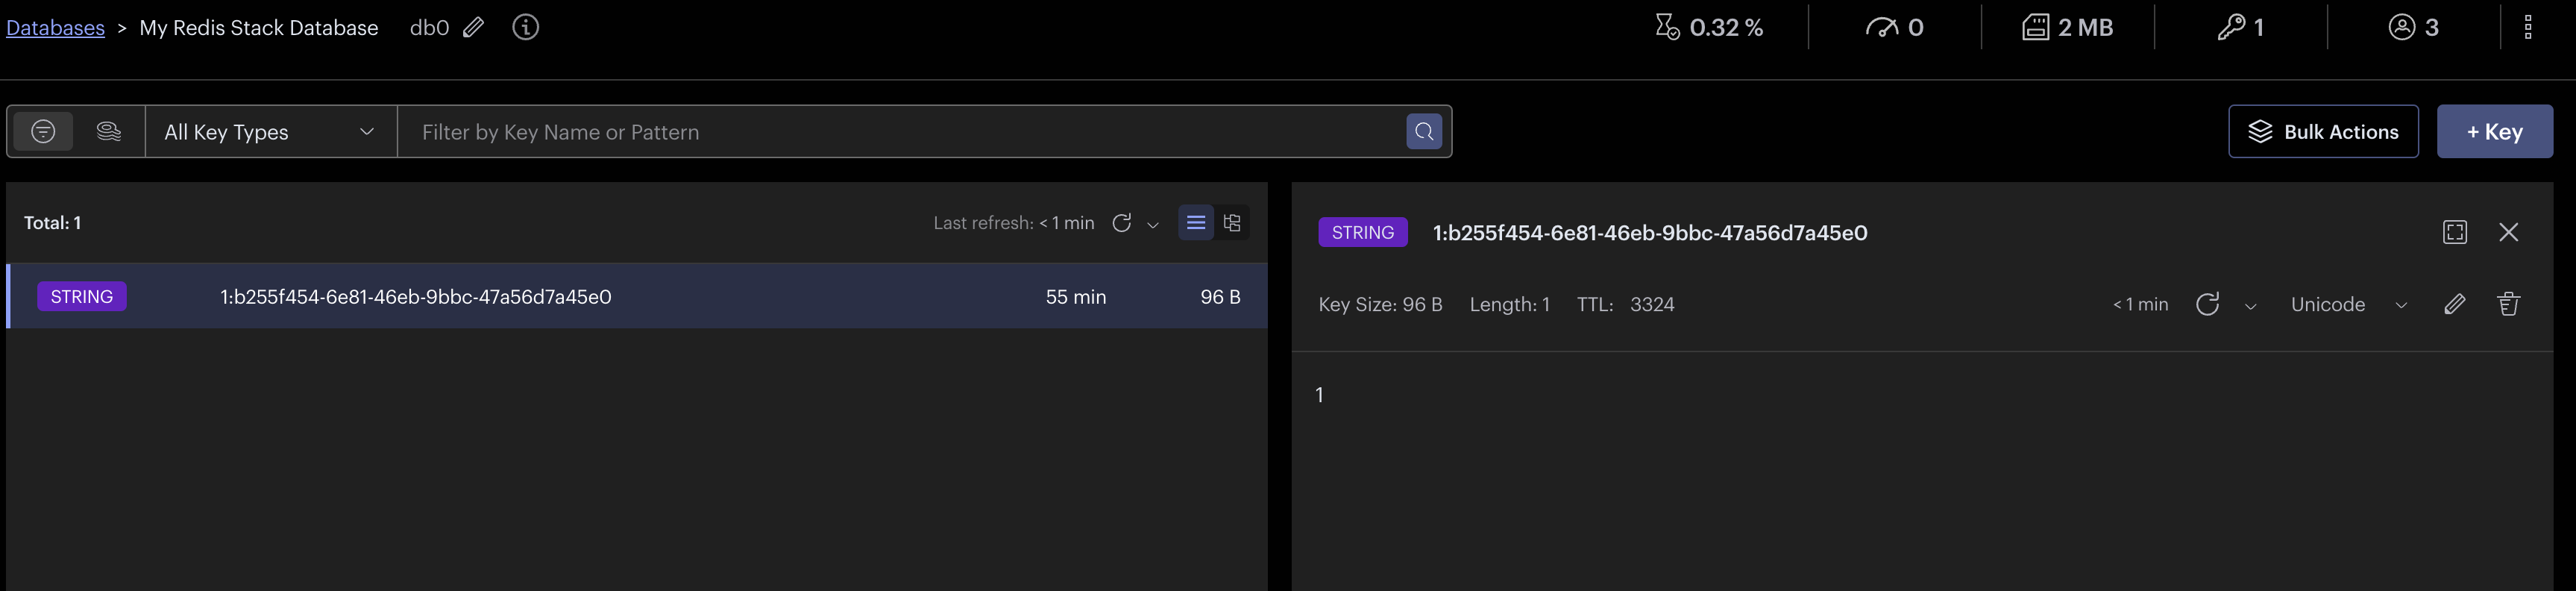 Databases > My Redis Stack Database db0 0.32 % 0 2 MB 1 3
All Key Types Filter by Key Name or Pattern Bulk Actions + Key
Total: 1 Last refresh: < 1 min
STRING 1:b255f454-6e81-46eb-9bbc-47a56d7a45e0 55 min 96 B
STRING 1:b255f454-6e81-46eb-9bbc-47a56d7a45e0
Key Size: 96 B Length: 1 TTL: 3324 < 1 min Unicode
1